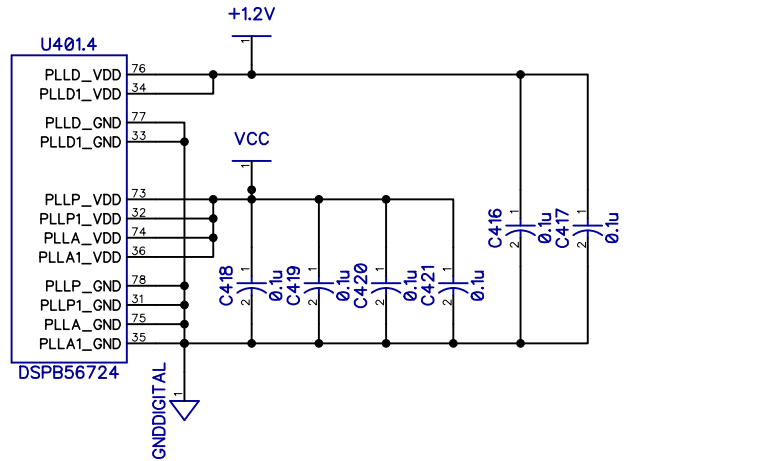 +1.2V
1
U401.4
PLLD_VDD 76
PLLD1_VDD 34
PLLD_GND 77
PLLD1_GND 33
VCC
1
PLLP_VDD 73
PLLP1_VDD 32
PLLA_VDD 74
PLLA1_VDD 36
PLLP_GND 78
PLLP1_GND 31
PLLA_GND 75
PLLA1_GND 35
DSPB56724
C418 1 2 0.1u
C419 1 2 0.1u
C420 1 2 0.1u
C421 1 2 0.1u
C416 1 2 0.1u
C417 1 2 0.1u
GNDDIGITAL 1